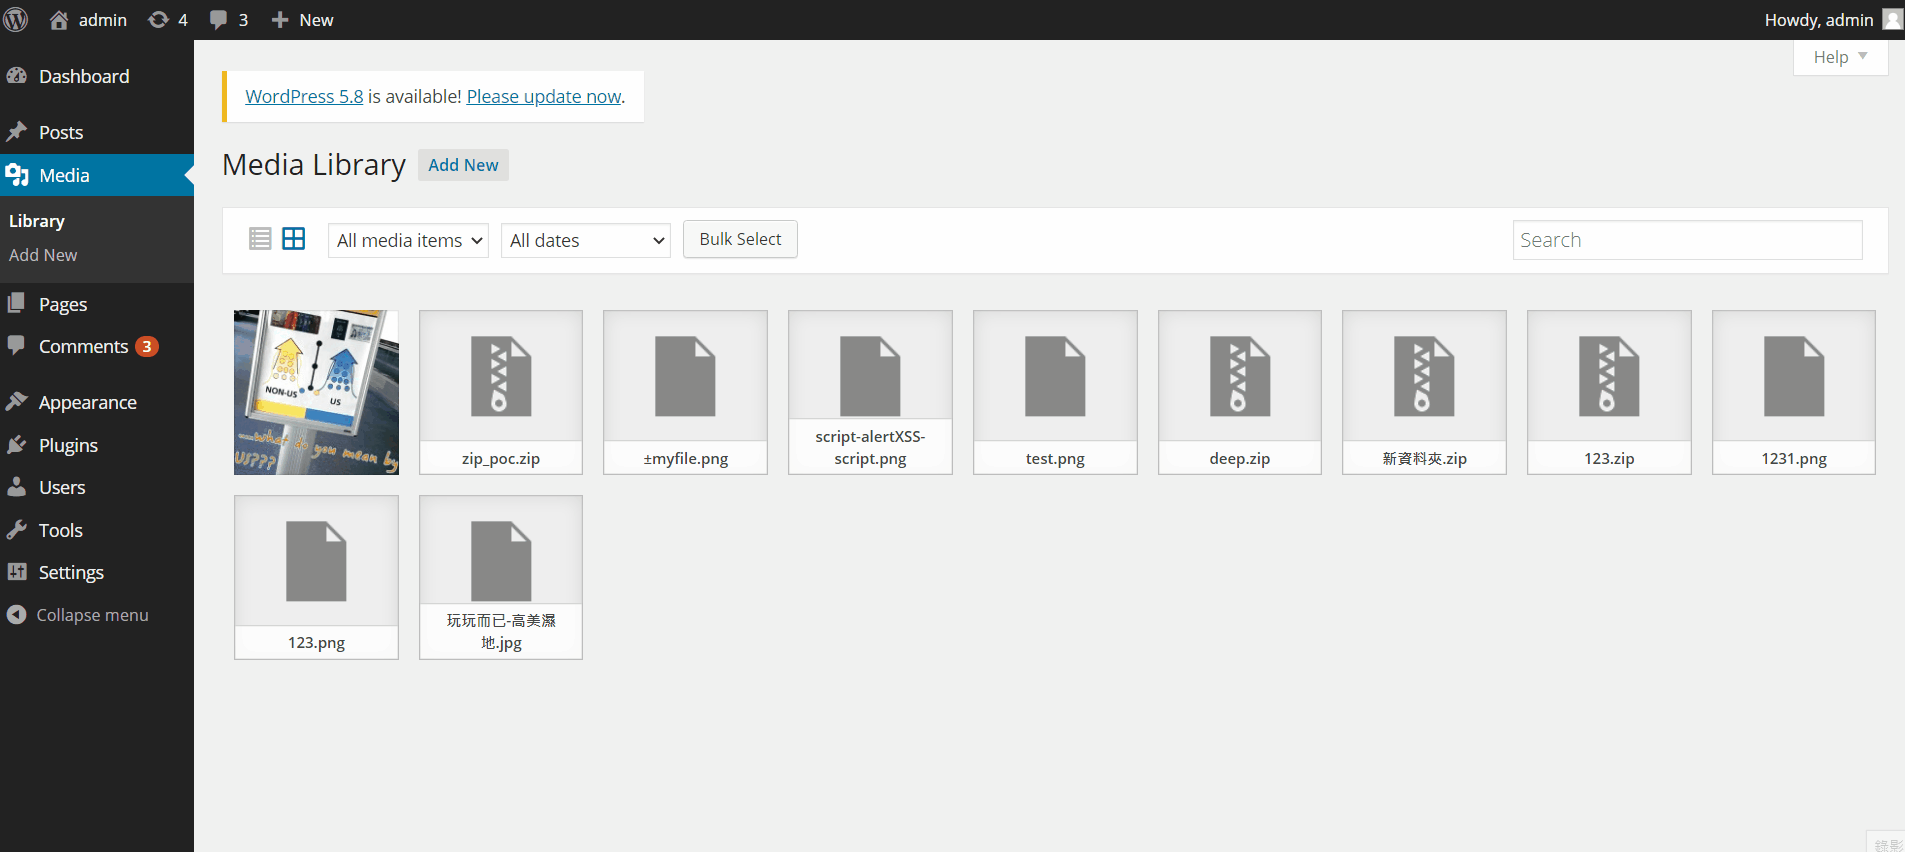 admin 4 3 New Howdy, admin
Help
Dashboard
Posts
Media
Library
Add New
Pages
Comments 3
Appearance
Plugins
Users
Tools
Settings
Collapse menu
WordPress 5.8 is available! Please update now.
Media Library Add New
All media items All dates Bulk Select Search
NON-US
US
....what do you mean by
US???
zip_poc.zip
±myfile.png
script-alertXSS-
script.png
test.png
deep.zip
新資料夾.zip
123.zip
1231.png
123.png
玩玩而已-高美濕
地.jpg
錄影